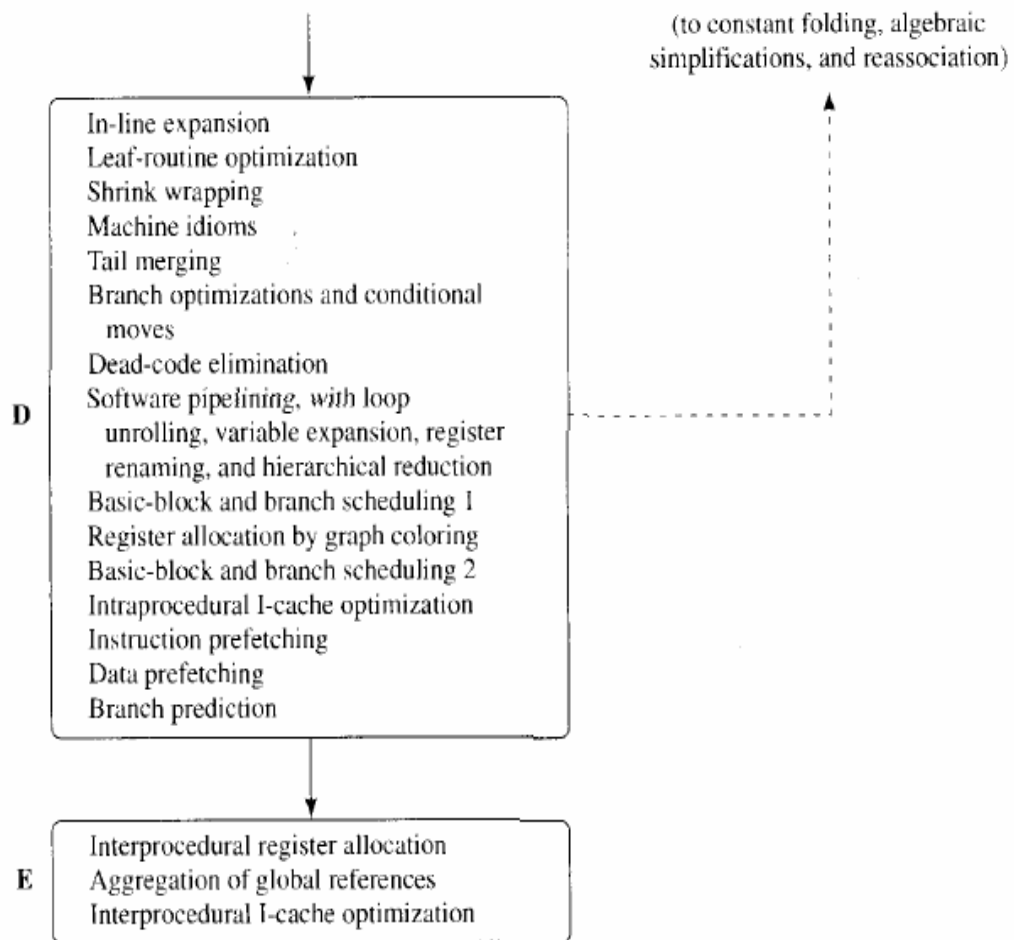 (to constant folding, algebraic
simplifications, and reassociation)
In-line expansion
Leaf-routine optimization
Shrink wrapping
Machine idioms
Tail merging
Branch optimizations and conditional
moves
Dead-code elimination
D
Software pipelining, with loop
unrolling, variable expansion, register
renaming, and hierarchical reduction
Basic-block and branch scheduling 1
Register allocation by graph coloring
Basic-block and branch scheduling 2
Intraprocedural I-cache optimization
Instruction prefetching
Data prefetching
Branch prediction
E
Interprocedural register allocation
Aggregation of global references
Interprocedural I-cache optimization